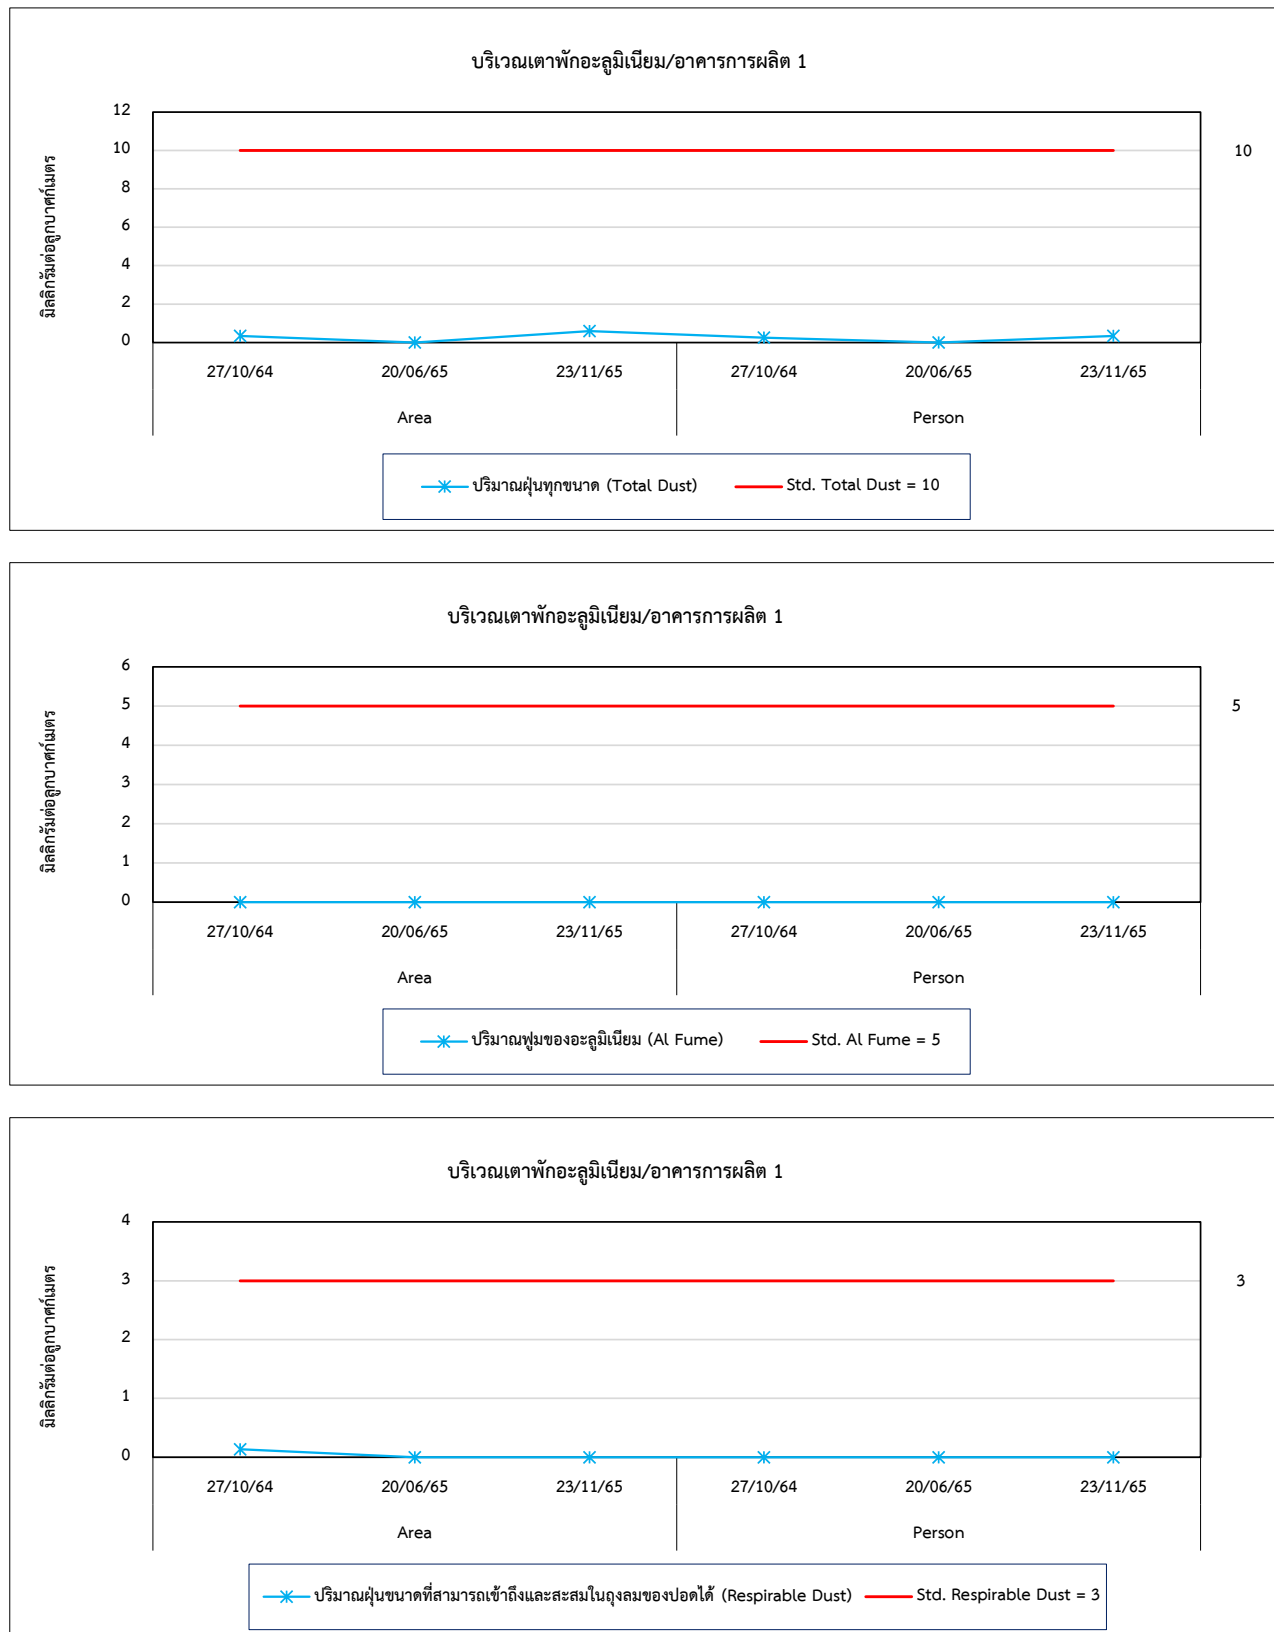 บริเวณเตาพักอะลูมิเนียม/อาคารการผลิต 1
มิลลิกรัมต่อลูกบาศก์เมตร
12
10
8
6
4
2
0
10
27/10/64 20/06/65 23/11/65 27/10/64 20/06/65 23/11/65
Area Person
ปริมาณฝุ่นทุกขนาด (Total Dust) Std. Total Dust = 10
บริเวณเตาพักอะลูมิเนียม/อาคารการผลิต 1
มิลลิกรัมต่อลูกบาศก์เมตร
6
5
4
3
2
1
0
5
27/10/64 20/06/65 23/11/65 27/10/64 20/06/65 23/11/65
Area Person
ปริมาณฟูมของอะลูมิเนียม (Al Fume) Std. Al Fume = 5
บริเวณเตาพักอะลูมิเนียม/อาคารการผลิต 1
มิลลิกรัมต่อลูกบาศก์เมตร
4
3
2
1
0
3
27/10/64 20/06/65 23/11/65 27/10/64 20/06/65 23/11/65
Area Person
ปริมาณฝุ่นขนาดที่สามารถเข้าถึงและสะสมในถุงลมของปอดได้ (Respirable Dust) Std. Respirable Dust = 3